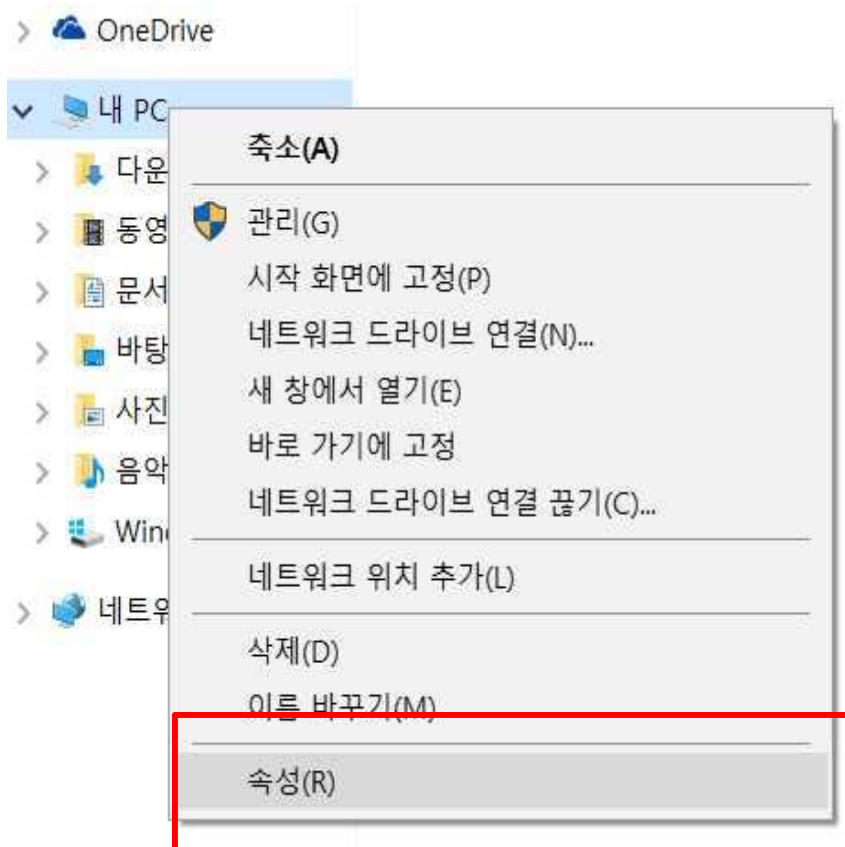 OneDrive
내 PC
축소(A)
다운
관리(G)
동영
시작 화면에 고정(P)
문서
네트워크 드라이브 연결(N)...
바탕
새 창에서 열기(E)
사진
바로 가기에 고정
음악
네트워크 드라이브 연결 끊기(C)...
Win
네트워크 위치 추가(L)
네트
삭제(D)
이름 바꾸기(M)
속성(R)